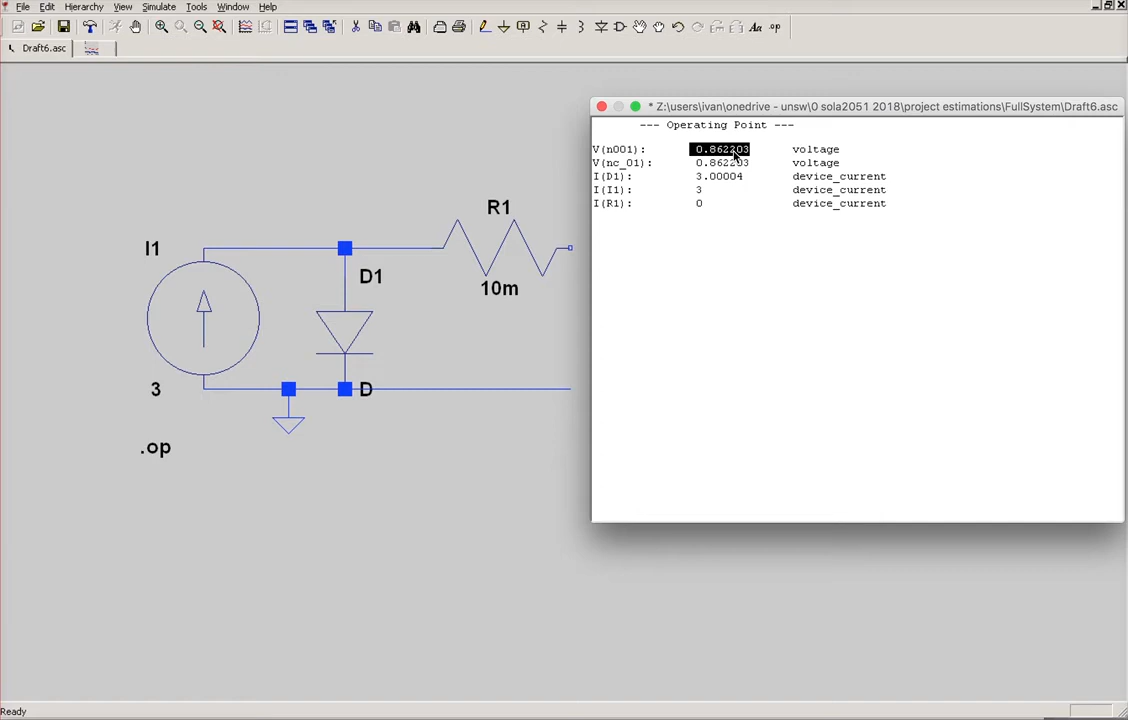 File Edit Hierarchy View Simulate Tools Window Help
Draft6.asc
* Z:\users\ivan\onedrive - unsw\0 sola2051 2018\project estimations\FullSystem\Draft6.asc
--- Operating Point ---
V(n001): 0.862203 voltage
V(nc_01): 0.862203 voltage
I(D1): 3.00004 device_current
I(I1): 3 device_current
I(R1): 0 device_current
R1
I1
D1
10m
3
D
.op
Ready